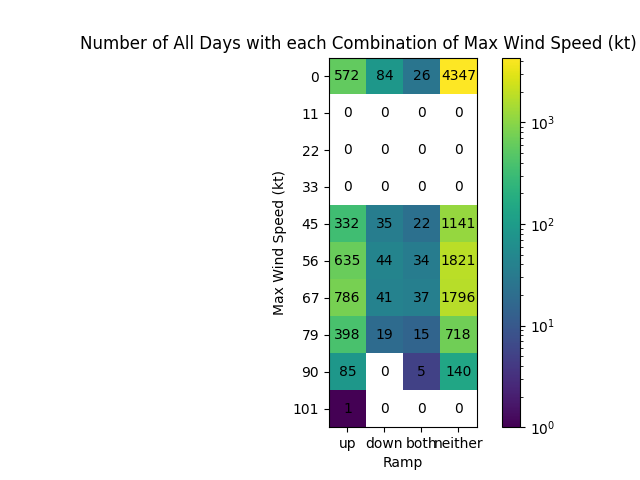 Number of All Days with each Combination of Max Wind Speed (kt)
0 572 84 26 4347
11 0 0 0 0
22 0 0 0 0
33 0 0 0 0
45 332 35 22 1141
56 635 44 34 1821
67 786 41 37 1796
79 398 19 15 718
90 85 0 5 140
101 1 0 0 0
up down both neither
Ramp
Max Wind Speed (kt)
10³
10²
10¹
10⁰